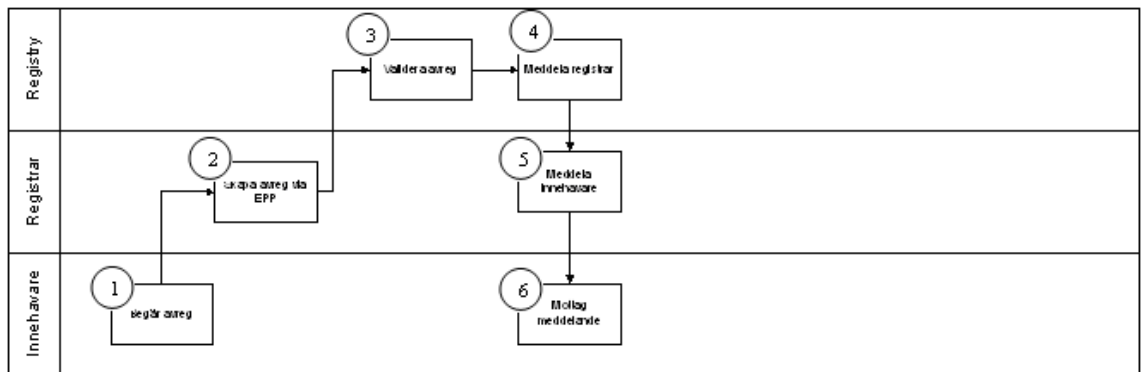 Registry
3
Validera avreg
4
Meddela registrar
Registrar
2
Skapa avreg via
EPP
5
Meddela
Innehavare
Innehavare
1
Begär avreg
6
Mottag
meddelande